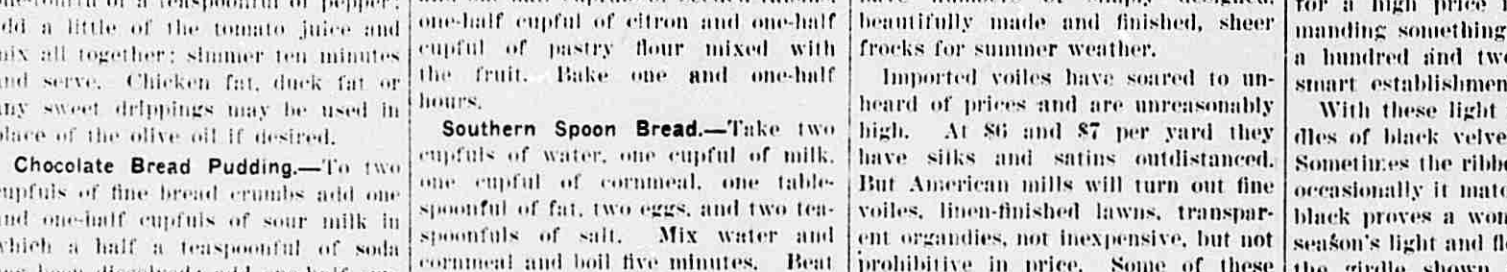 of a teaspoonful of pepper;
a little of the tomato juice and
all together; simmer ten minutes
and serve. Chicken fat, duck fat or
any sweet drippings may be used in
place of the olive oil if desired.
Chocolate Bread Pudding.—To two
cupfuls of fine bread crumbs add one
and one-half cupfuls of sour milk in
which a half a teaspoonful of soda
one-half cupful of citron and one-half
cupful of pastry flour mixed with
the fruit. Bake one and one-half
hours.
Southern Spoon Bread.—Take two
cupfuls of water, one cupful of milk,
one cupful of cornmeal, one table-
spoonful of fat, two eggs, and two tea-
spoonfuls of salt. Mix water and
cornmeal and boil five minutes. Beat
beautifully made and finished, sheer
frocks for summer weather.
Imported voiles have soared to un-
heard of prices and are unreasonably
high. At $6 and $7 per yard they
have silks and satins outdistanced.
But American mills will turn out fine
voiles, linen-finished lawns, transpar-
ent organdies, not inexpensive, but not
prohibitive in price. Some of these
for a high price
manding something
a hundred and
smart
With these light
dles of black
Sometimes the
occasionally it
black proves a
season's light and
the girdle shown